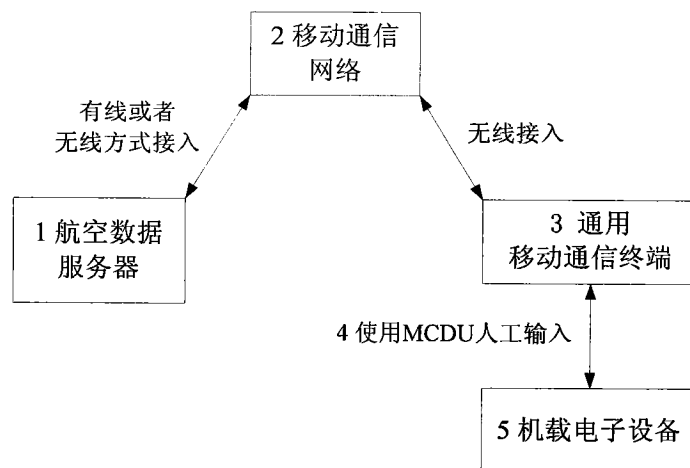 2 移动通信
网络
有线或者
无线方式接入
无线接入
1 航空数据
服务器
3 通用
移动通信终端
4 使用MCDU人工输入
5 机载电子设备